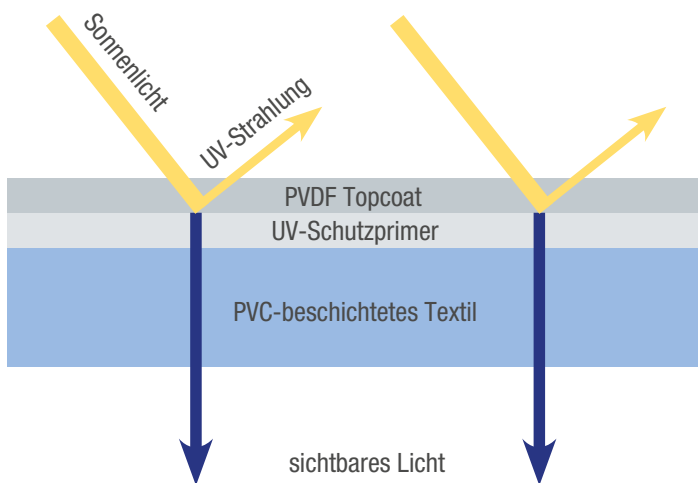 Sonnenlicht
UV-Strahlung
PVDF Topcoat
UV-Schutzprimer
PVC-beschichtetes Textil
sichtbares Licht